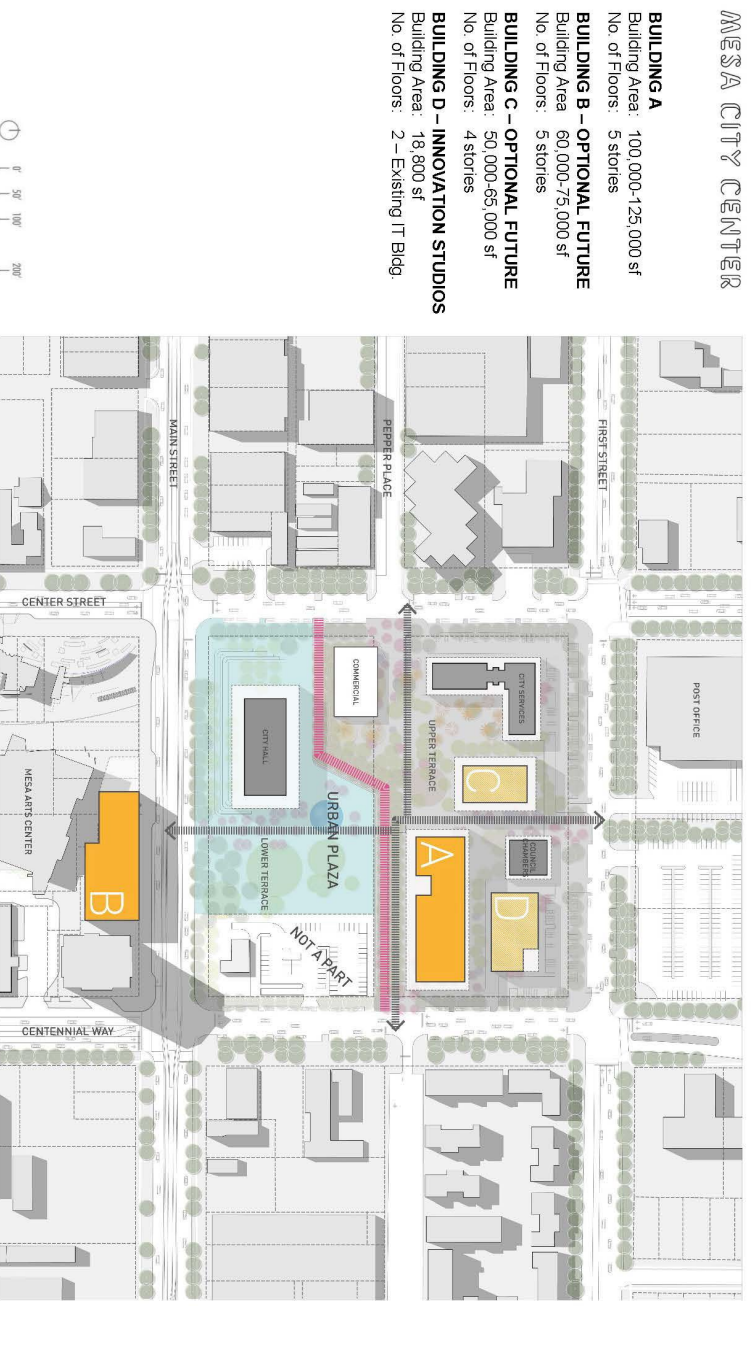 MESA CITY CENTER
BUILDING A
Building Area: 100,000-125,000 sf
No. of Floors: 5 stories
BUILDING B – OPTIONAL FUTURE
Building Area 60,000-75,000 sf
No. of Floors: 5 stories
BUILDING C – OPTIONAL FUTURE
Building Area: 50,000-65,000 sf
No. of Floors: 4 stories
BUILDING D – INNOVATION STUDIOS
Building Area: 18,800 sf
No. of Floors: 2 – Existing IT Bldg.
0'
50'
100'
200'
FIRST STREET
PEPPER PLACE
MAIN STREET
CENTER STREET
POST OFFICE
CITY SERVICES
COMMERCIAL
UPPER TERRACE
C
COUNCIL
CHAMBERS
A
D
CITY HALL
URBAN PLAZA
LOWER TERRACE
NOT A PART
MESA ARTS CENTER
B
CENTENNIAL WAY